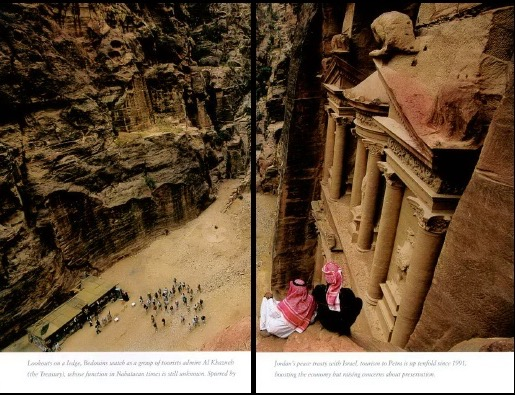 Lookouts on a ledge, Bedouins watch as a group of tourists admire Al Khazneh
(the Treasury), whose function in Nabataean times is still unknown. Spurred by
Jordan's peace treaty with Israel, tourism to Petra is up tenfold since 1991,
boosting the economy but raising concerns about preservation.